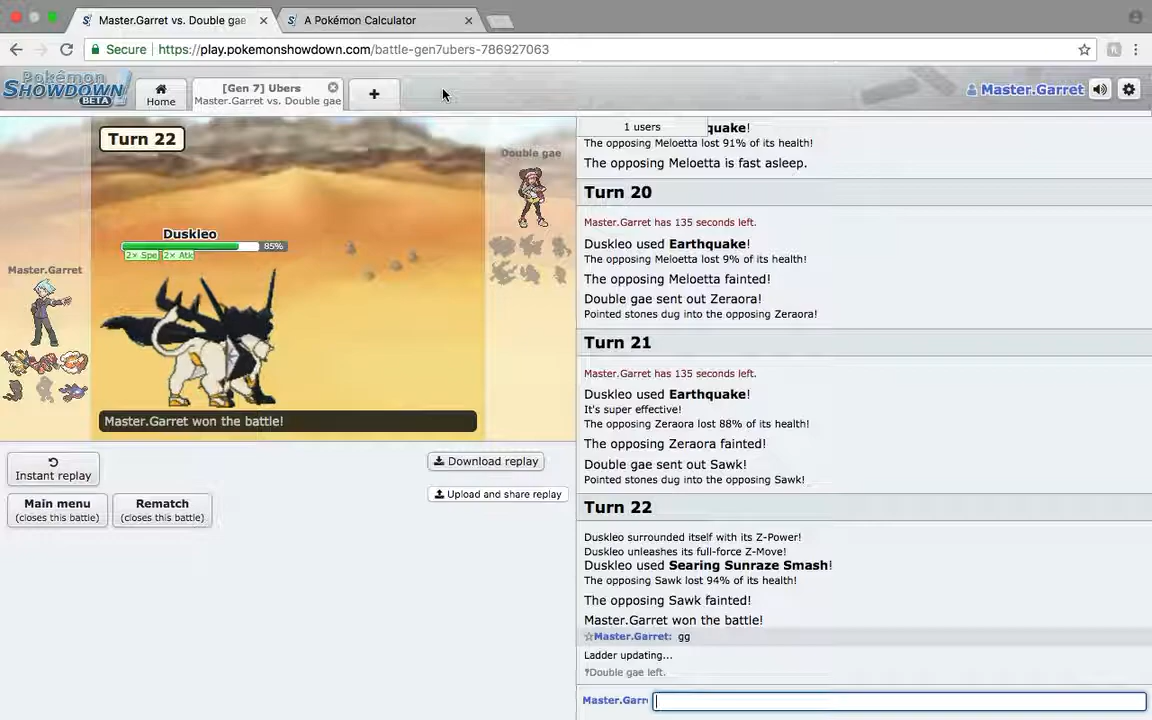 Master.Garret vs. Double gae
A Pokémon Calculator
Secure
https://play.pokemonshowdown.com/battle-gen7ubers-786927063
Pokémon
SHOWDOWN
BETA
Home
[Gen 7] Ubers
Master.Garret vs. Double gae
+
Master.Garret
Turn 22
Double gae
Duskleo
85%
2× Spe 2× Atk
Master.Garret
Master.Garret won the battle!
Instant replay
Download replay
Upload and share replay
Main menu
(closes this battle)
Rematch
(closes this battle)
1 users
quake!
The opposing Meloetta lost 91% of its health!
The opposing Meloetta is fast asleep.
Turn 20
Master.Garret has 135 seconds left.
Duskleo used Earthquake!
The opposing Meloetta lost 9% of its health!
The opposing Meloetta fainted!
Double gae sent out Zeraora!
Pointed stones dug into the opposing Zeraora!
Turn 21
Master.Garret has 135 seconds left.
Duskleo used Earthquake!
It's super effective!
The opposing Zeraora lost 88% of its health!
The opposing Zeraora fainted!
Double gae sent out Sawk!
Pointed stones dug into the opposing Sawk!
Turn 22
Duskleo surrounded itself with its Z-Power!
Duskleo unleashes its full-force Z-Move!
Duskleo used Searing Sunraze Smash!
The opposing Sawk lost 94% of its health!
The opposing Sawk fainted!
Master.Garret won the battle!
☆Master.Garret: gg
Ladder updating...
‽Double gae left.
Master.Garr